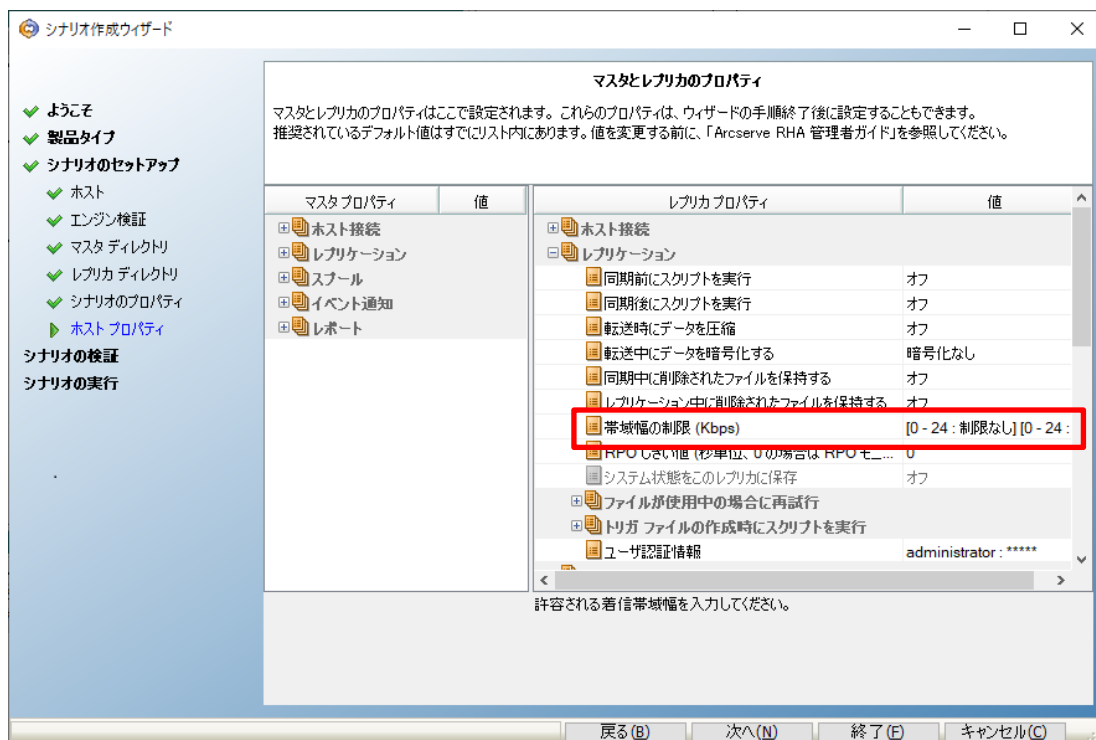 シナリオ作成ウィザード
ようこそ
製品タイプ
シナリオのセットアップ
ホスト
エンジン検証
マスタ ディレクトリ
レプリカ ディレクトリ
シナリオのプロパティ
ホスト プロパティ
シナリオの検証
シナリオの実行
マスタとレプリカのプロパティ
マスタとレプリカのプロパティはここで設定されます。これらのプロパティは、ウィザードの手順終了後に設定することもできます。
推奨されているデフォルト値はすでにリスト内にあります。値を変更する前に、「Arcserve RHA 管理者ガイド」を参照してください。
マスタ プロパティ 値
ホスト接続
レプリケーション
スプール
イベント通知
レポート
レプリカ プロパティ 値
ホスト接続
レプリケーション
同期前にスクリプトを実行 オフ
同期後にスクリプトを実行 オフ
転送時にデータを圧縮 オフ
転送中にデータを暗号化する 暗号化なし
同期中に削除されたファイルを保持する オフ
レプリケーション中に削除されたファイルを保持する オフ
帯域幅の制限 (Kbps) [0 - 24 : 制限なし] [0 - 24 :
RPO しきい値 (秒単位、0 の場合は RPO モニ... 0
システム状態をこのレプリカに保存 オフ
ファイルが使用中の場合に再試行
トリガ ファイルの作成時にスクリプトを実行
ユーザ認証情報 administrator : *****
許容される着信帯域幅を入力してください。
戻る(B) 次へ(N) 終了(F) キャンセル(C)